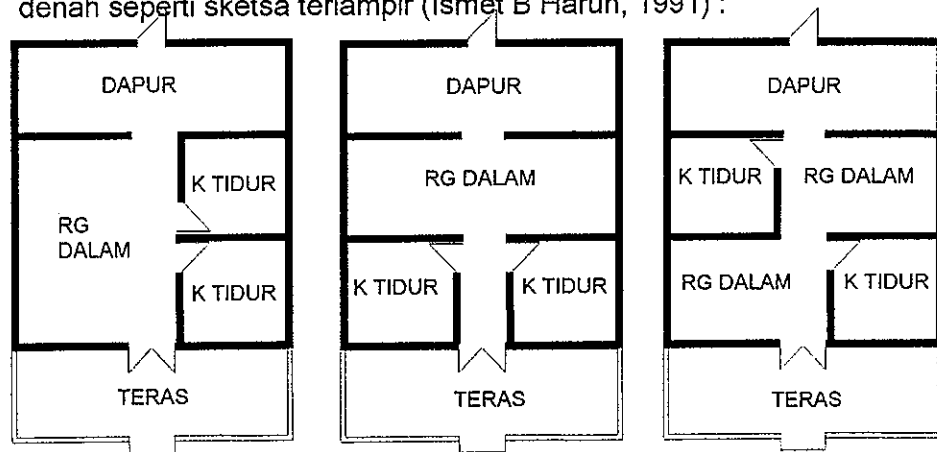 denah seperti sketsa terlampir (Ismet B Harun, 1991) :
DAPUR
K TIDUR
RG
DALAM
K TIDUR
TERAS
DAPUR
RG DALAM
K TIDUR
K TIDUR
TERAS
DAPUR
K TIDUR
RG DALAM
RG DALAM
K TIDUR
TERAS